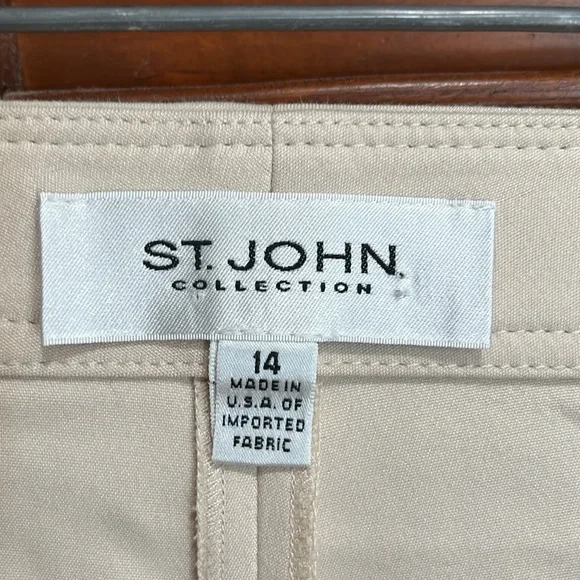 ST. JOHN.
COLLECTION
14
MADE IN
U.S.A. OF
IMPORTED
FABRIC